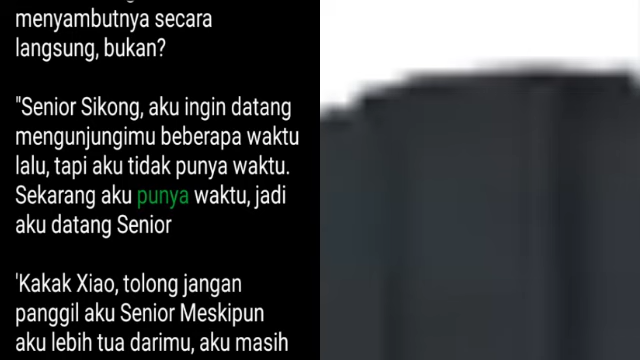 menyambutnya secara
langsung, bukan?
"Senior Sikong, aku ingin datang
mengunjungimu beberapa waktu
lalu, tapi aku tidak punya waktu.
Sekarang aku punya waktu, jadi
aku datang Senior
'Kakak Xiao, tolong jangan
panggil aku Senior Meskipun
aku lebih tua darimu, aku masih